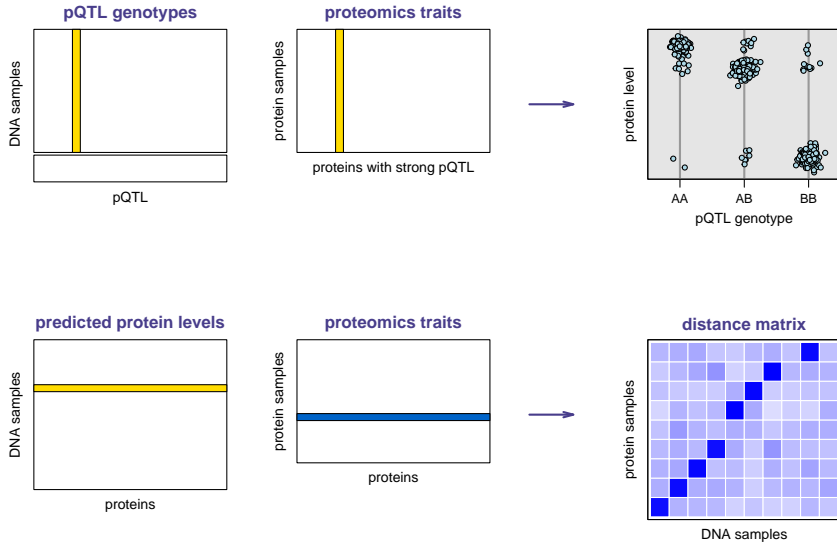 pQTL genotypes
DNA samples
pQTL
proteomics traits
protein samples
proteins with strong pQTL
protein level
AA AB BB
pQTL genotype
predicted protein levels
DNA samples
proteins
proteomics traits
protein samples
proteins
distance matrix
protein samples
DNA samples